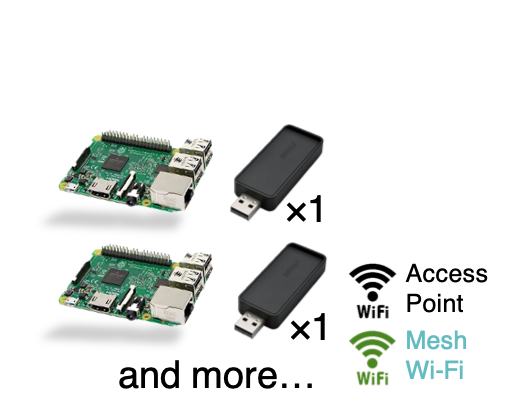 ×1
×1
Access
Point
WiFi
Mesh
Wi-Fi
WiFi
and more…